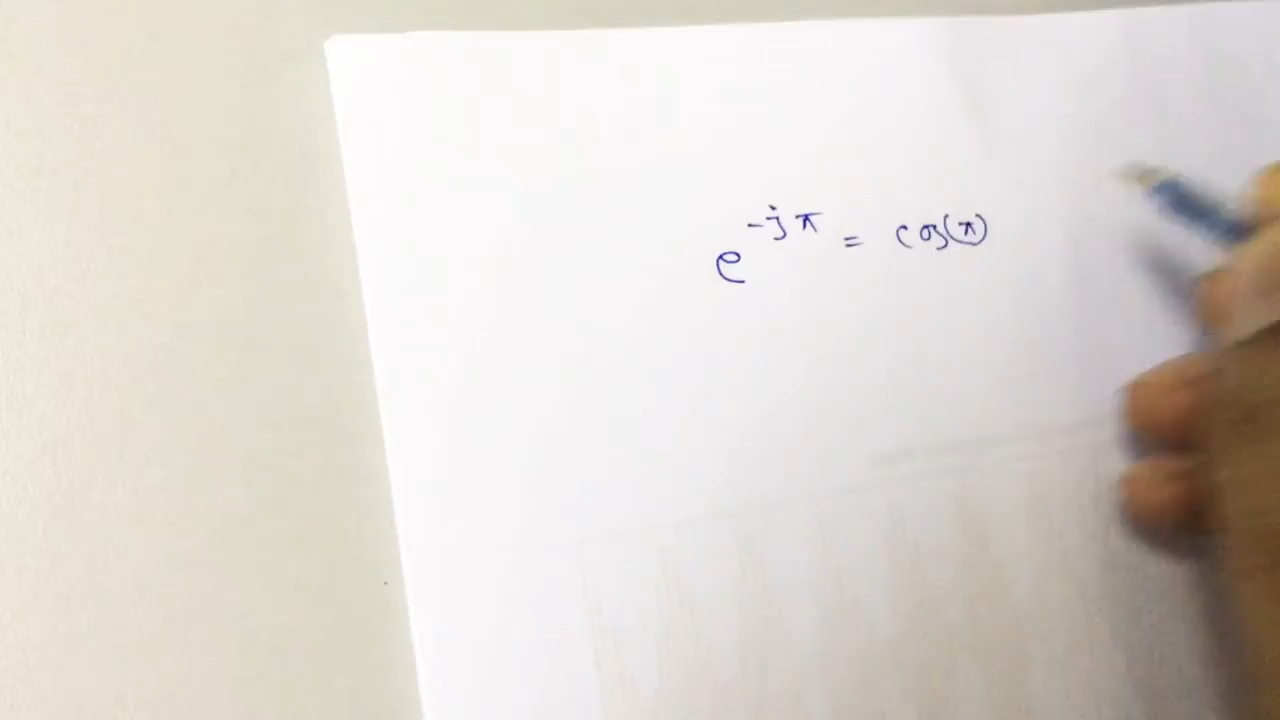 e^{-jπ} = cos(π)